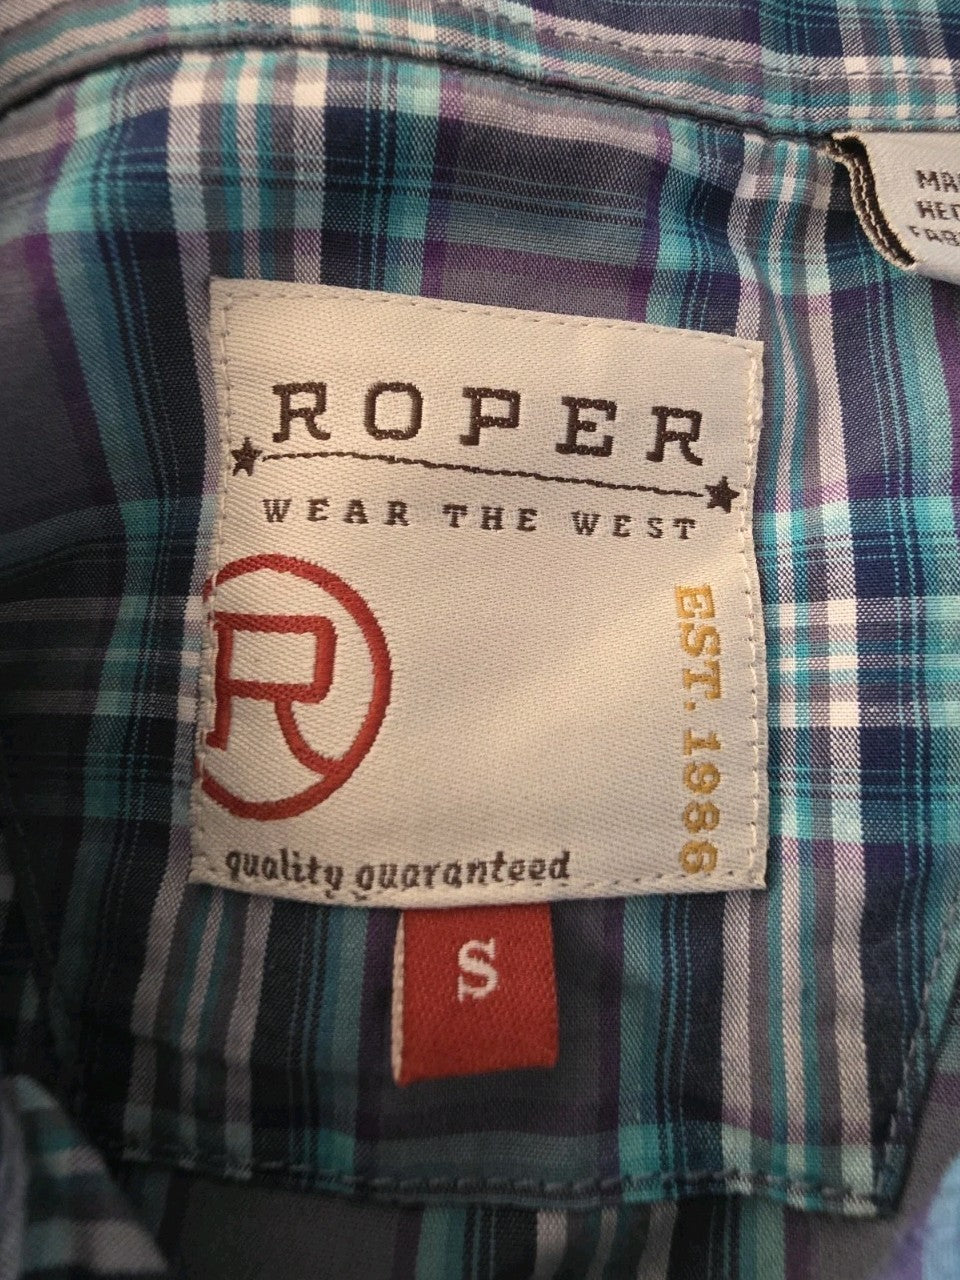 ROPER
WEAR THE WEST
R
EST. 1986
quality guaranteed
S